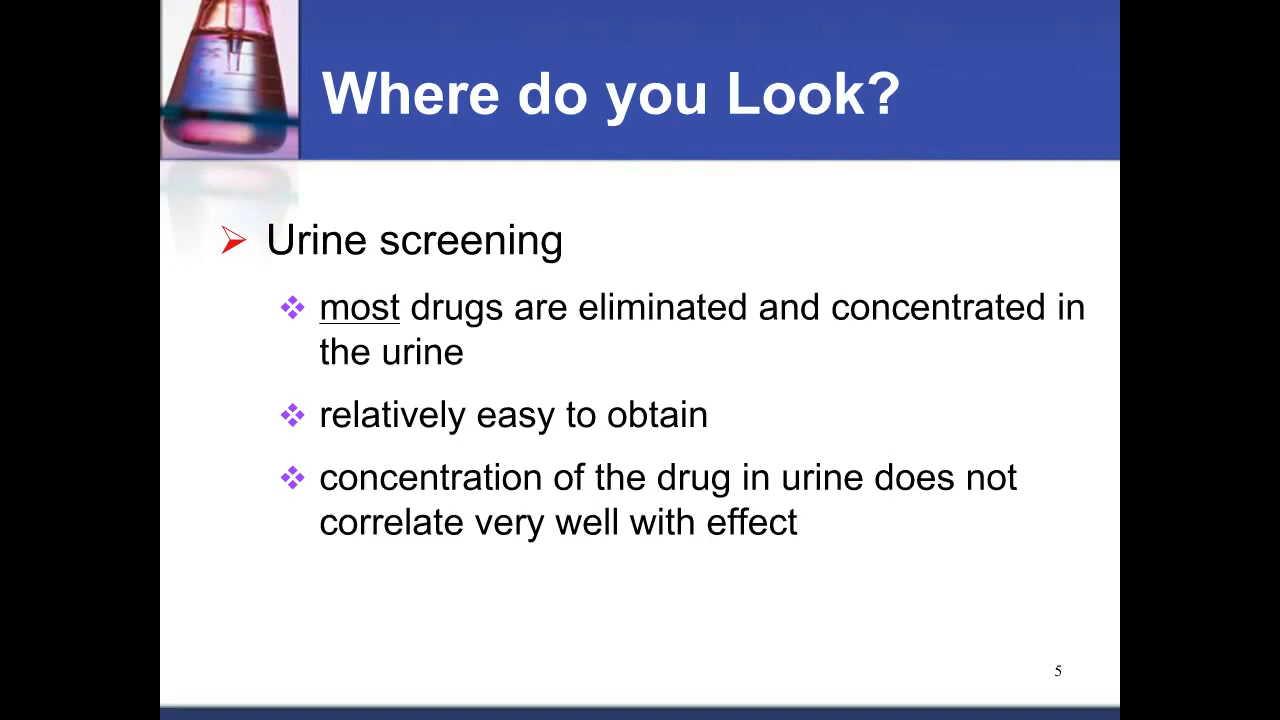 Where do you Look?
Urine screening
most drugs are eliminated and concentrated in
the urine
relatively easy to obtain
concentration of the drug in urine does not
correlate very well with effect
5